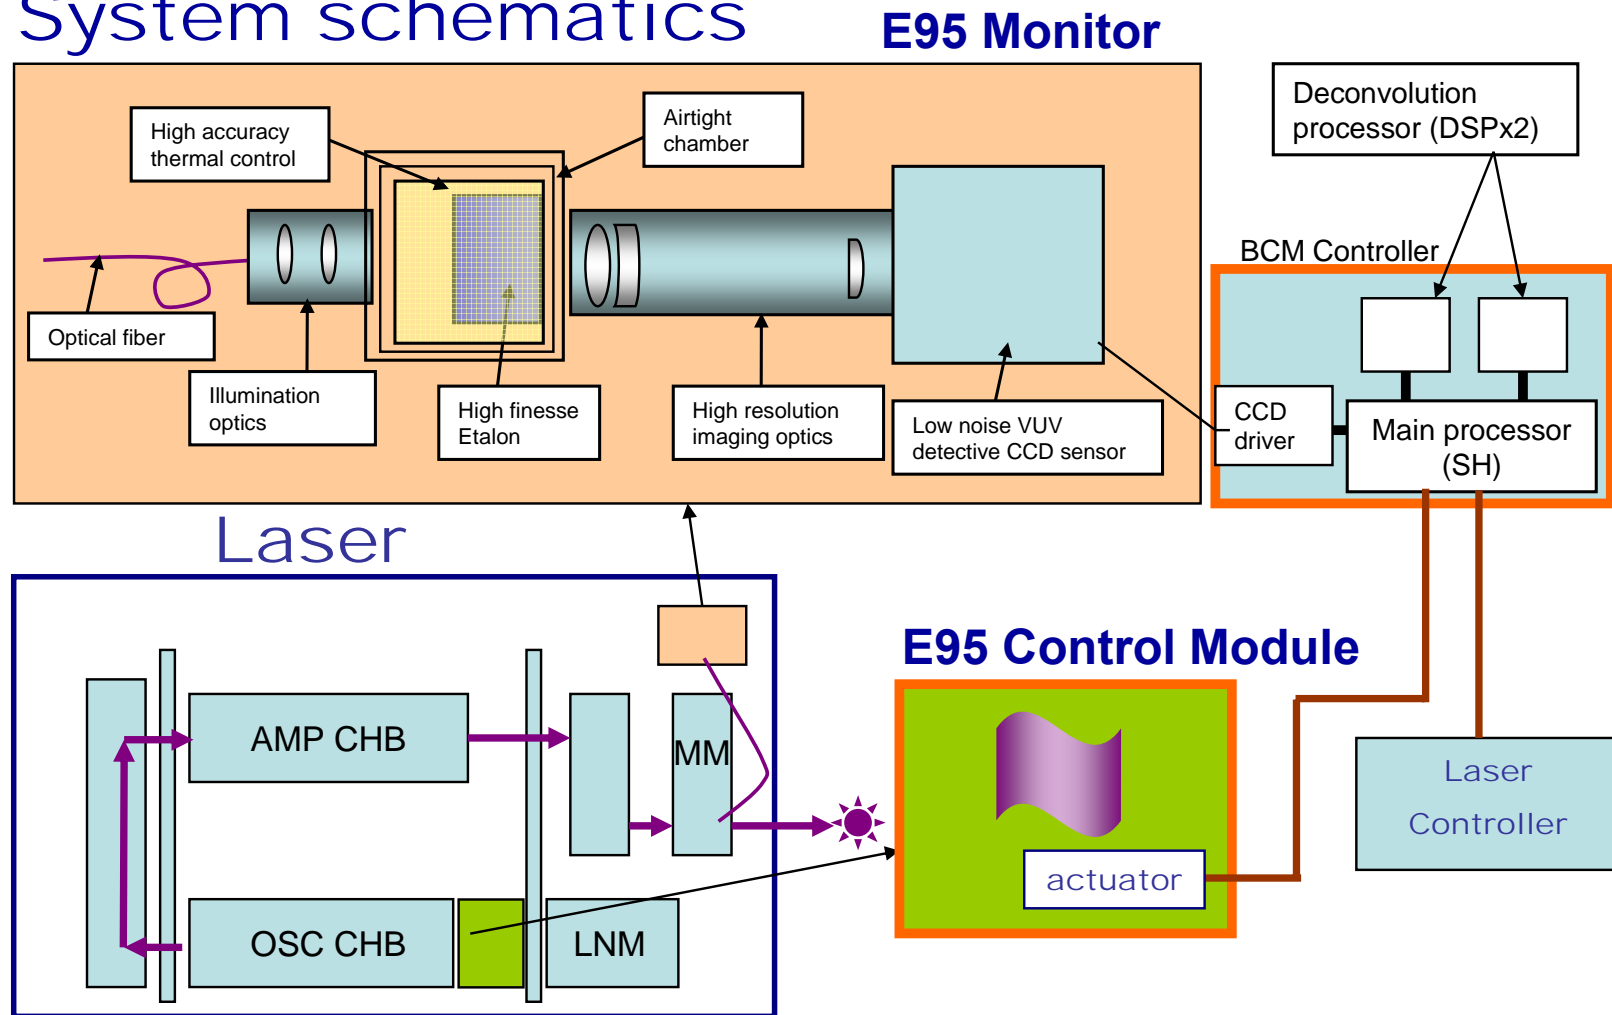 System schematics
E95 Monitor
High accuracy
thermal control
Airtight
chamber
Deconvolution
processor (DSPx2)
BCM Controller
Optical fiber
Illumination
optics
High finesse
Etalon
High resolution
imaging optics
Low noise VUV
detective CCD sensor
CCD
driver
Main processor
(SH)
Laser
E95 Control Module
AMP CHB
MM
OSC CHB
LNM
actuator
Laser
Controller